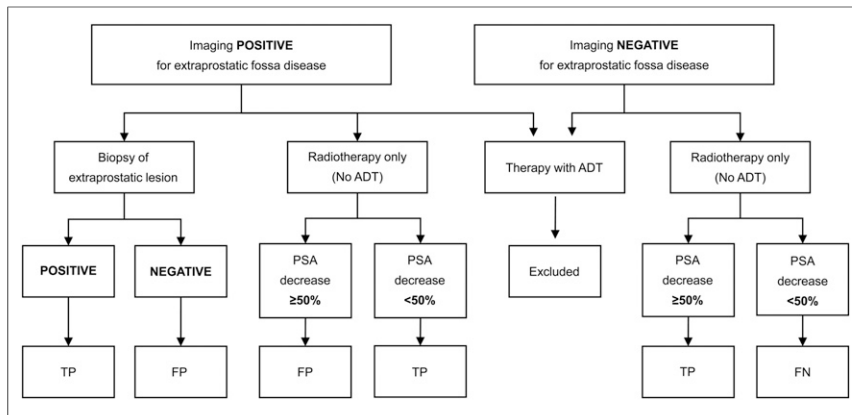 Imaging POSITIVE
for extraprostatic fossa disease
Imaging NEGATIVE
for extraprostatic fossa disease
Biopsy of
extraprostatic lesion
Radiotherapy only
(No ADT)
Therapy with ADT
Radiotherapy only
(No ADT)
POSITIVE
NEGATIVE
PSA
decrease
≥50%
PSA
decrease
<50%
Excluded
PSA
decrease
≥50%
PSA
decrease
<50%
TP
FP
FP
TP
TP
FN